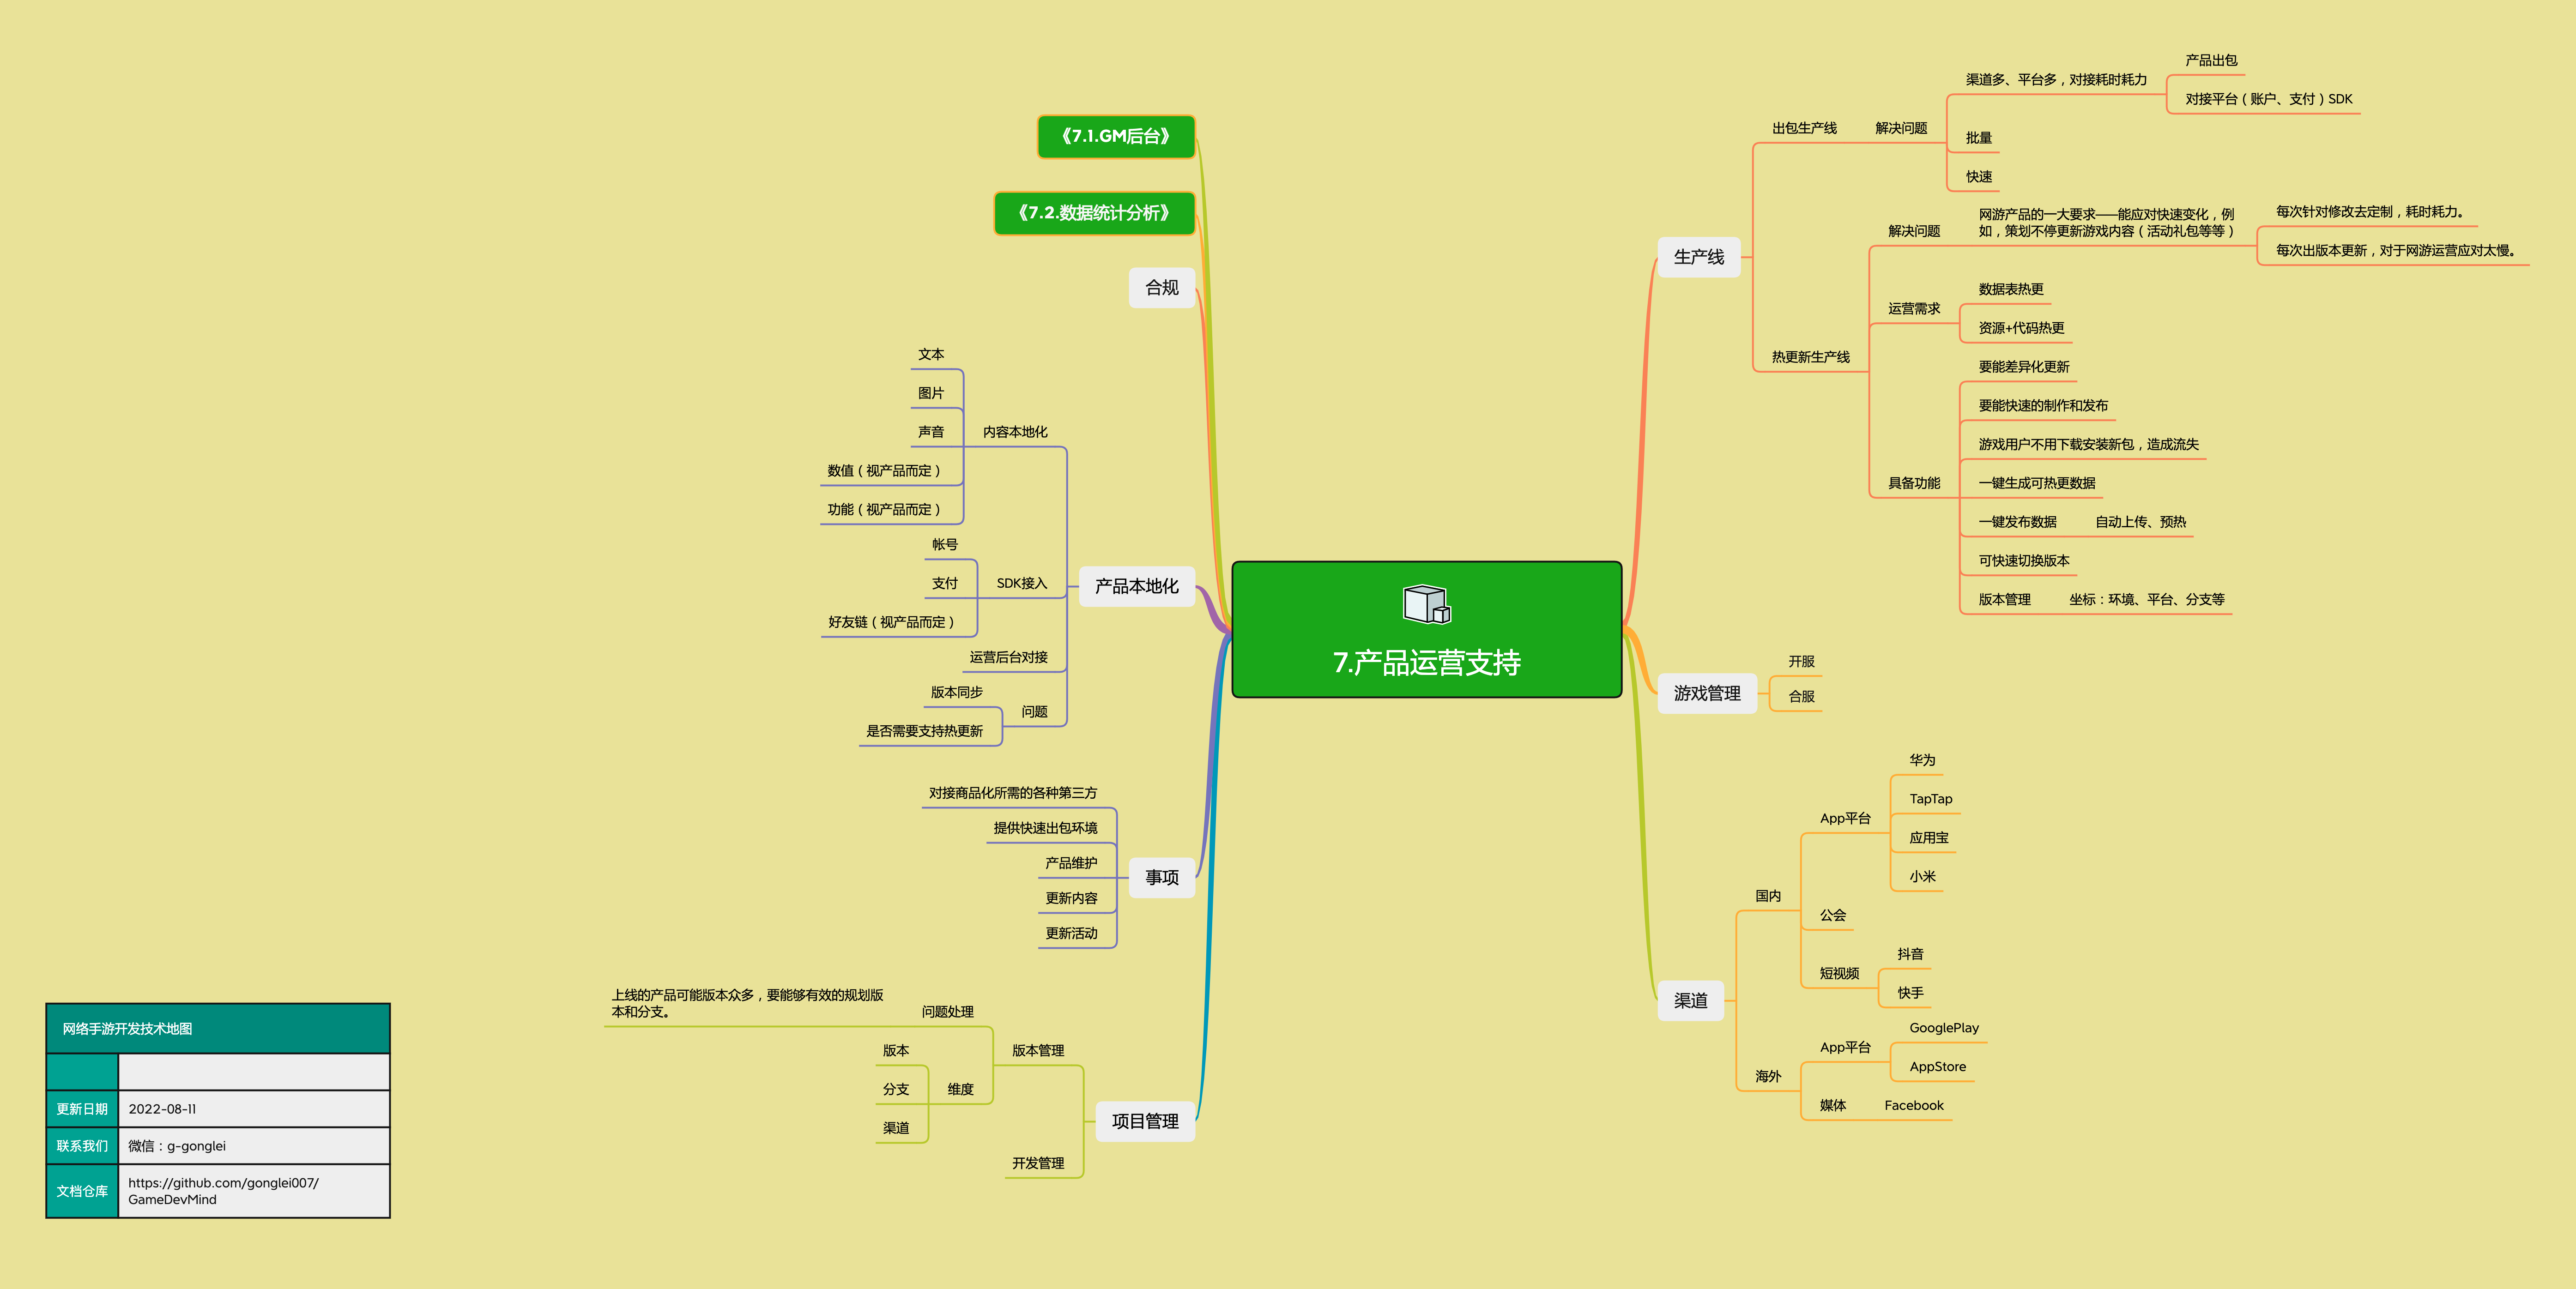 7.产品运营支持
生产线
出包生产线
解决问题
渠道多、平台多，对接耗时耗力
产品出包
对接平台（账户、支付）SDK
批量
快速
热更新生产线
解决问题
网游产品的一大要求——能应对快速变化，例
如，策划不停更新游戏内容（活动礼包等等）
每次针对修改去定制，耗时耗力。
每次出版本更新，对于网游运营应对太慢。
运营需求
数据表热更
资源+代码热更
具备功能
要能差异化更新
要能快速的制作和发布
游戏用户不用下载安装新包，造成流失
一键生成可热更数据
一键发布数据
自动上传、预热
可快速切换版本
版本管理
坐标：环境、平台、分支等
游戏管理
开服
合服
渠道
国内
App平台
华为
TapTap
应用宝
小米
公会
短视频
抖音
快手
海外
App平台
GooglePlay
AppStore
媒体
Facebook
《7.1.GM后台》
《7.2.数据统计分析》
合规
产品本地化
内容本地化
文本
图片
声音
数值（视产品而定）
功能（视产品而定）
SDK接入
帐号
支付
好友链（视产品而定）
运营后台对接
问题
版本同步
是否需要支持热更新
事项
对接商品化所需的各种第三方
提供快速出包环境
产品维护
更新内容
更新活动
项目管理
版本管理
问题处理
上线的产品可能版本众多，要能够有效的规划版
本和分支。
维度
版本
分支
渠道
开发管理
网络手游开发技术地图
更新日期
2022-08-11
联系我们
微信：g-gonglei
文档仓库
https://github.com/gonglei007/
GameDevMind